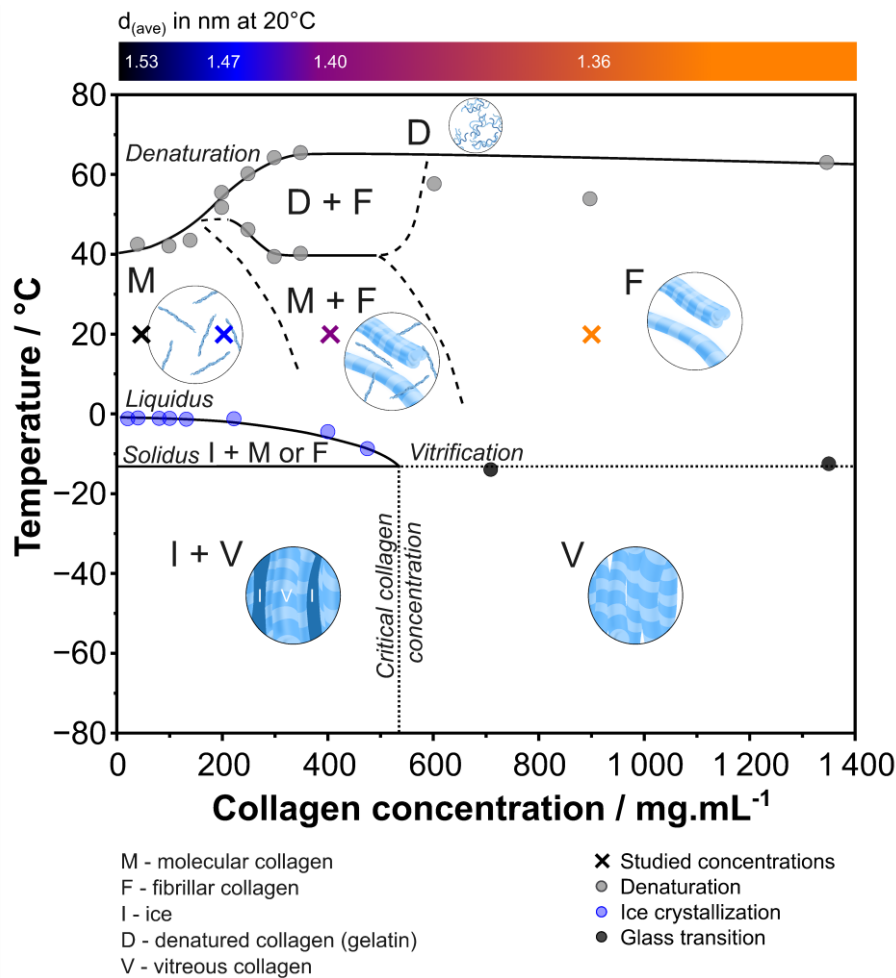 d(ave) in nm at 20°C
1.53 1.47 1.40 1.36
80
60
40
20
0
−20
−40
−60
−80
Temperature / °C
D
Denaturation
D + F
M
M + F
F
Liquidus
Solidus I + M or F
Vitrification
I + V
V
I V I
Critical collagen
concentration
0 200 400 600 800 1 000 1 200 1 400
Collagen concentration / mg.mL-1
M - molecular collagen
F - fibrillar collagen
I - ice
D - denatured collagen (gelatin)
V - vitreous collagen
Studied concentrations
Denaturation
Ice crystallization
Glass transition